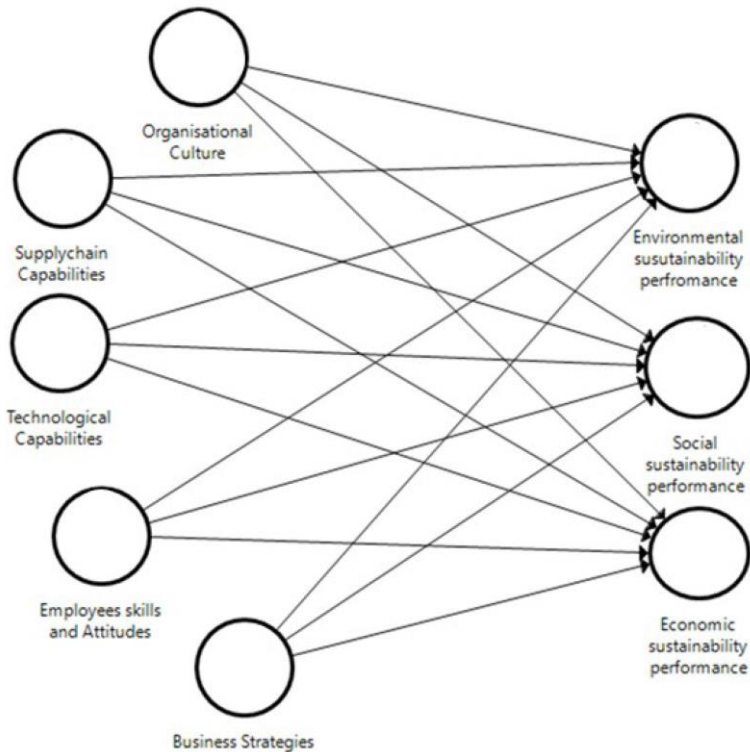 Organisational
Culture
Supplychain
Capabilities
Technological
Capabilities
Employees skills
and Attitudes
Business Strategies
Environmental
susutainability
perfromance
Social
sustainability
performance
Economic
sustainability
performance